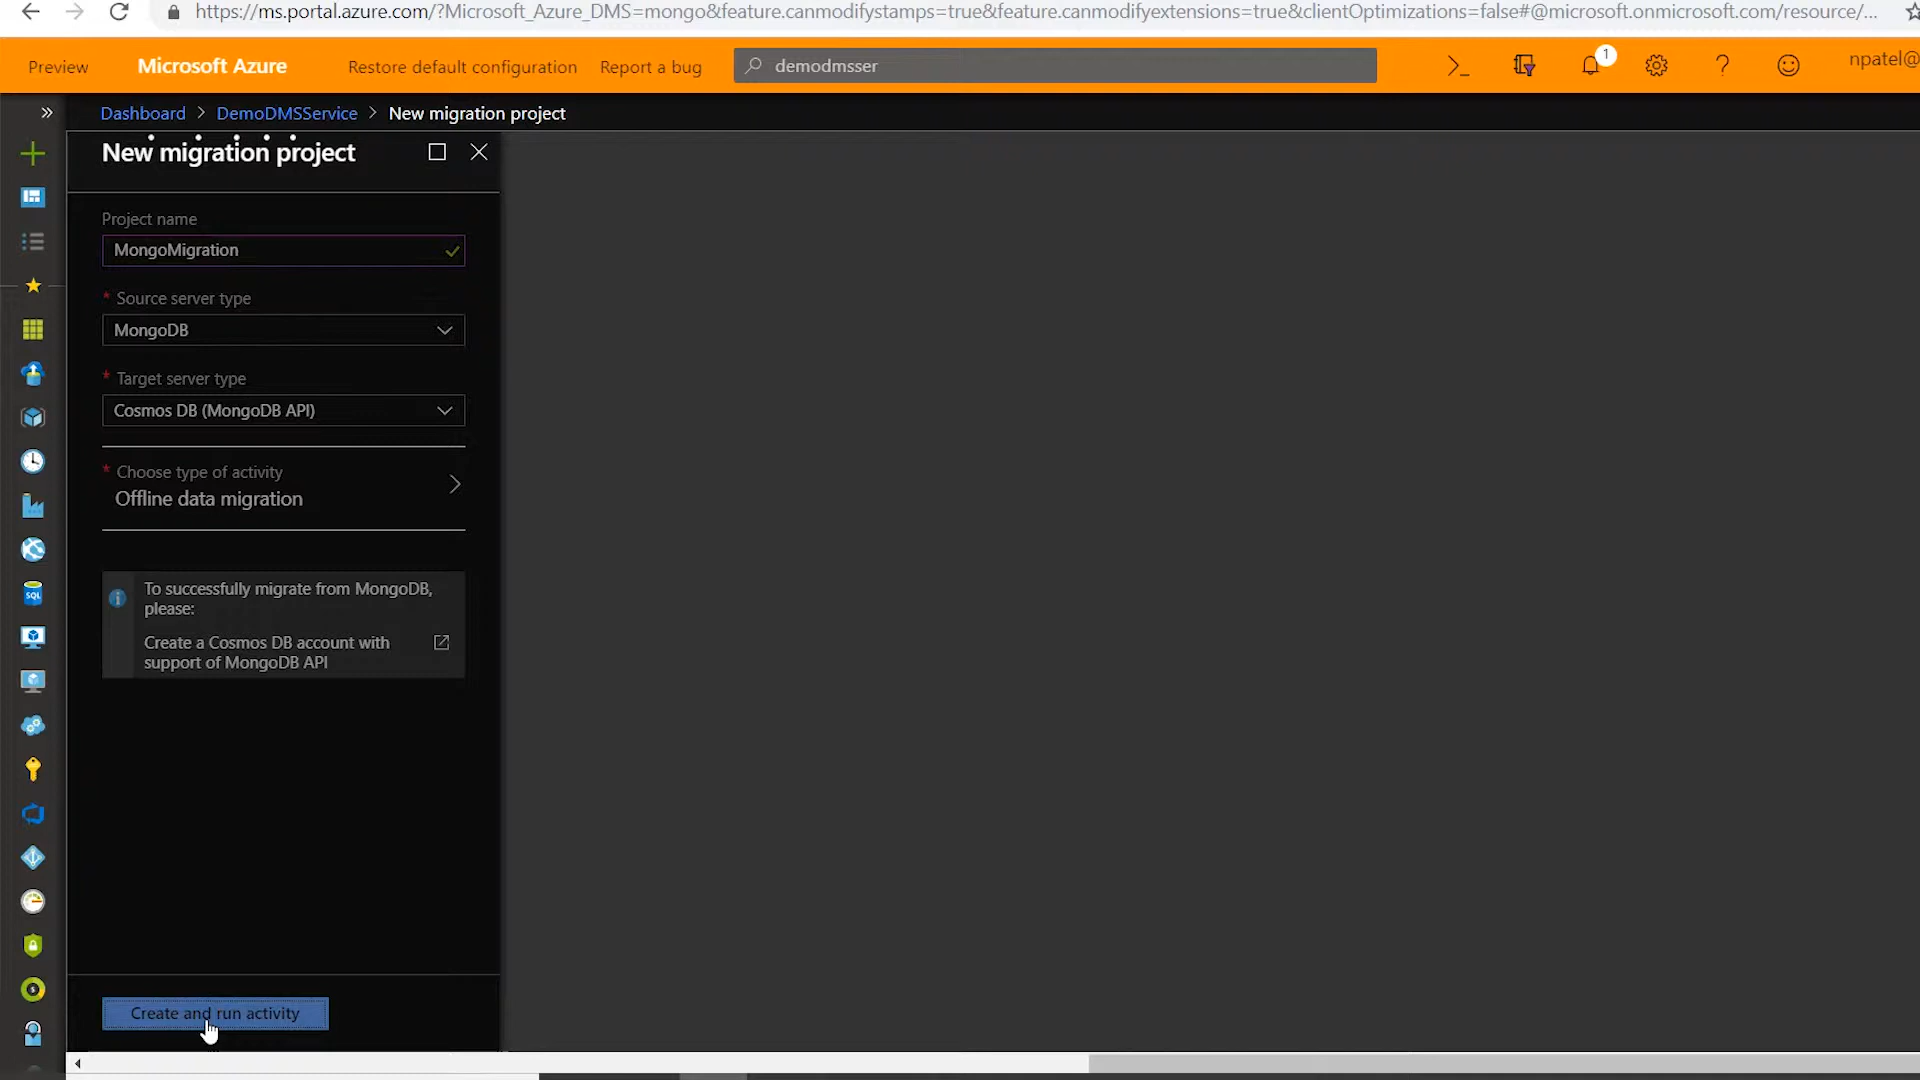 https://ms.portal.azure.com/?Microsoft_Azure_DMS=mongo&feature.canmodifystamps=true&feature.canmodifyextensions=true&clientOptimizations=false#@microsoft.onmicrosoft.com/resource/...
Preview Microsoft Azure Restore default configuration Report a bug demodmsser 1 npatel@
Dashboard > DemoDMSService > New migration project
New migration project
Project name
MongoMigration
* Source server type
MongoDB
* Target server type
Cosmos DB (MongoDB API)
* Choose type of activity
Offline data migration
To successfully migrate from MongoDB,
please:
Create a Cosmos DB account with
support of MongoDB API
SQL
Create and run activity